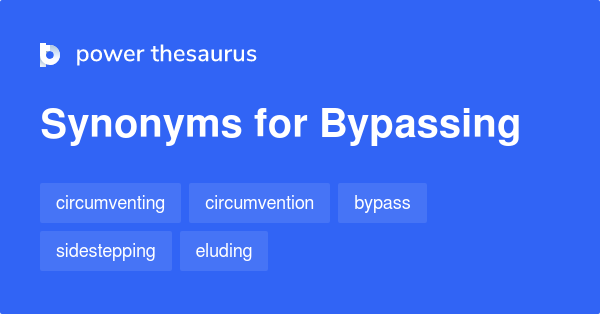 power thesaurus
Synonyms for Bypassing
circumventing circumvention bypass
sidestepping eluding